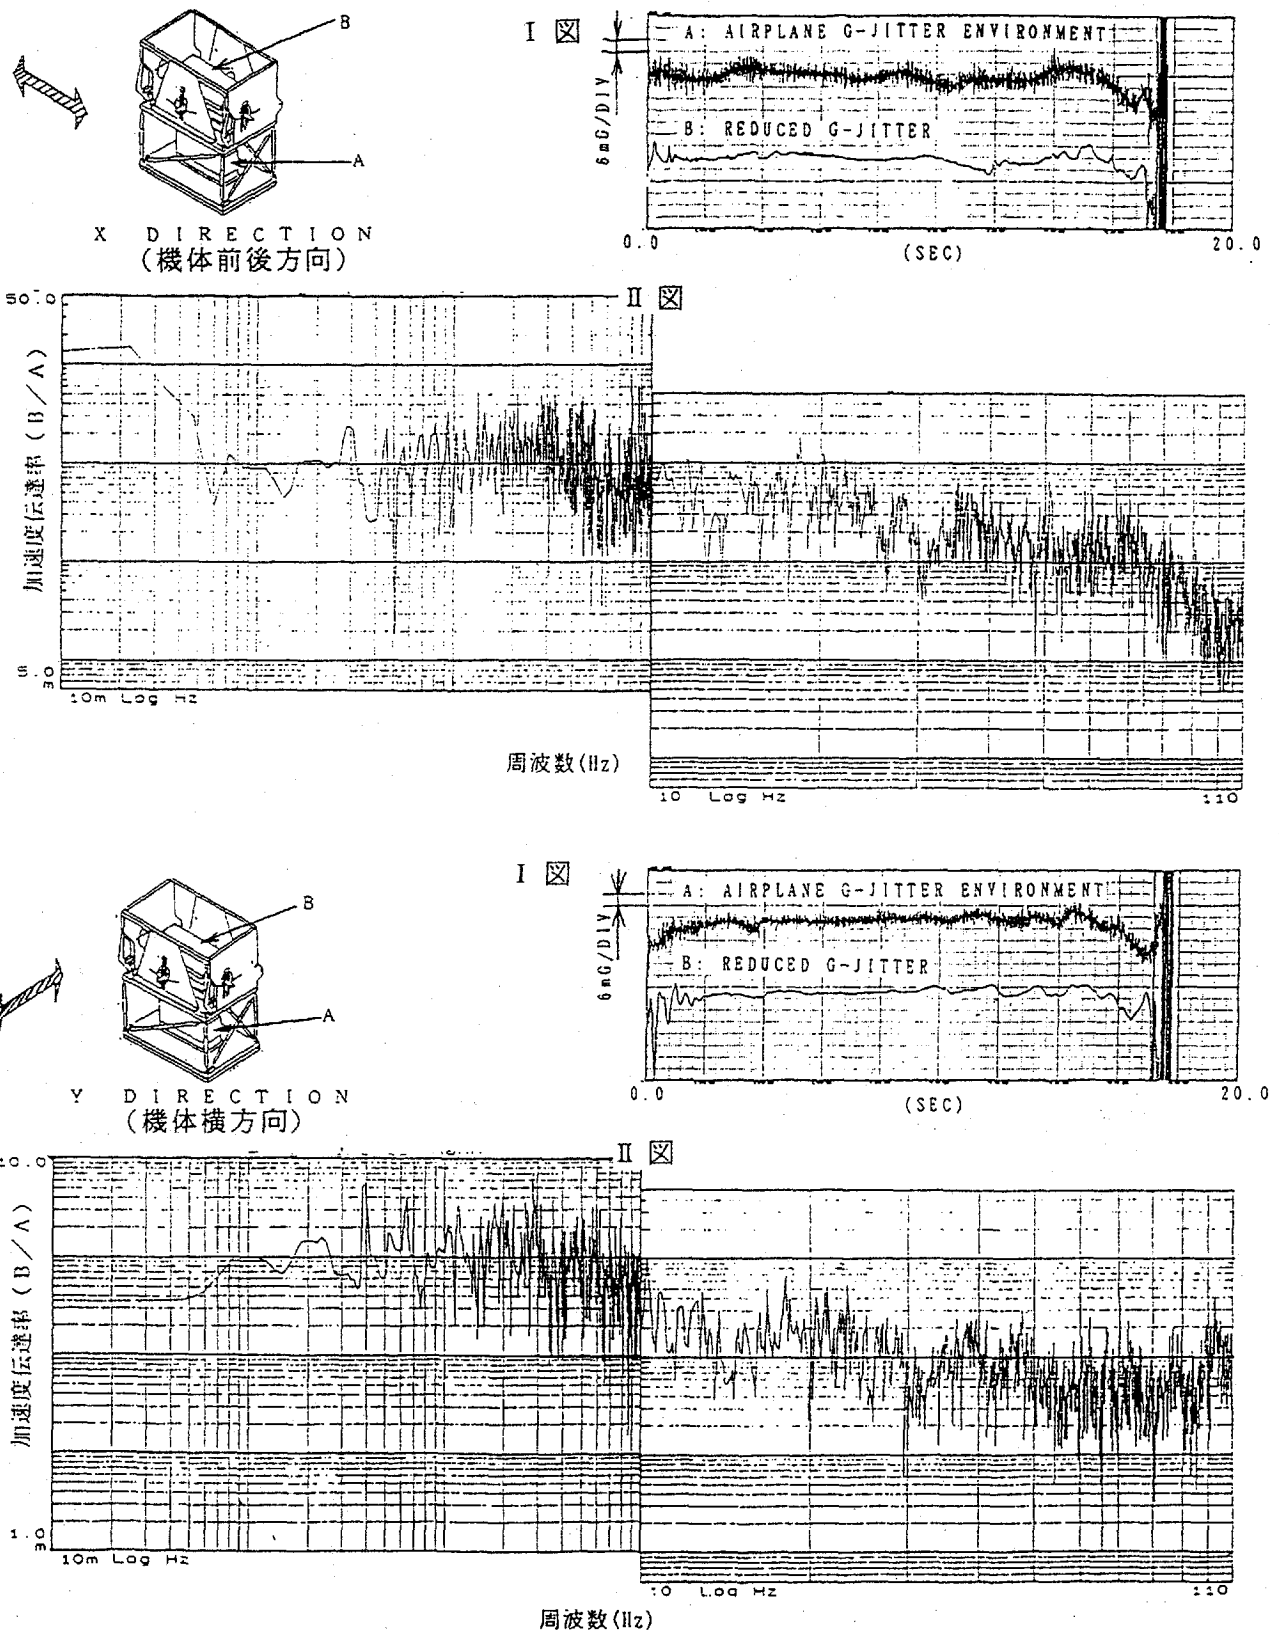 B
A
X DIRECTION
(機体前後方向)
I 図
A: AIRPLANE G-JITTER ENVIRONMENT
B: REDUCED G-JITTER
6mG/DIV
0.0
20.0
(SEC)
II 図
50.0
加速度伝達率(B/A)
5.0
m
10m Log Hz
10 Log Hz
110
周波数(Hz)
B
A
Y DIRECTION
(機体横方向)
I 図
A: AIRPLANE G-JITTER ENVIRONMENT
B: REDUCED G-JITTER
6mG/DIV
0.0
20.0
(SEC)
II 図
10.0
加速度伝達率(B/A)
1.0
m
10m Log Hz
10 Log Hz
110
周波数(Hz)